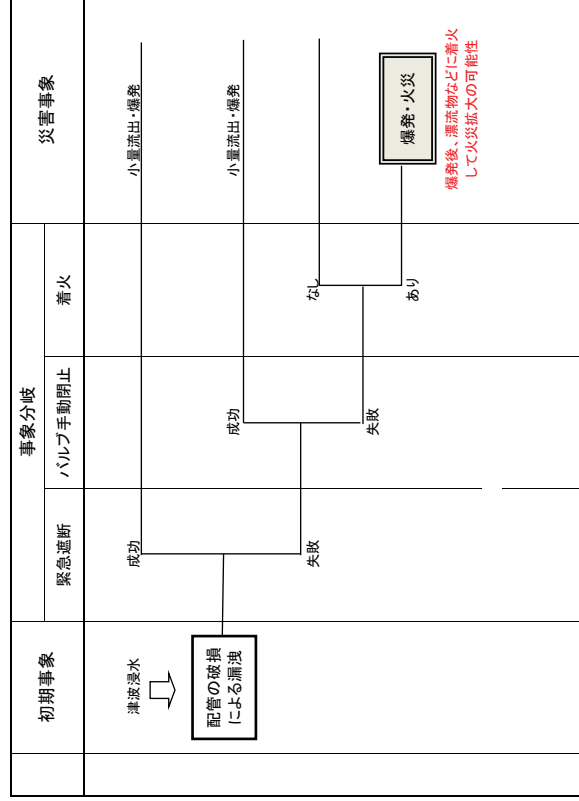 初期事象
事象分岐
災害事象
緊急遮断
バルブ手動閉止
着火
津波浸水
配管の破損
による漏洩
成功
失敗
成功
失敗
なし
あり
小量流出・爆発
小量流出・爆発
爆発・火災
爆発後、漂流物などに着火
して火災拡大の可能性